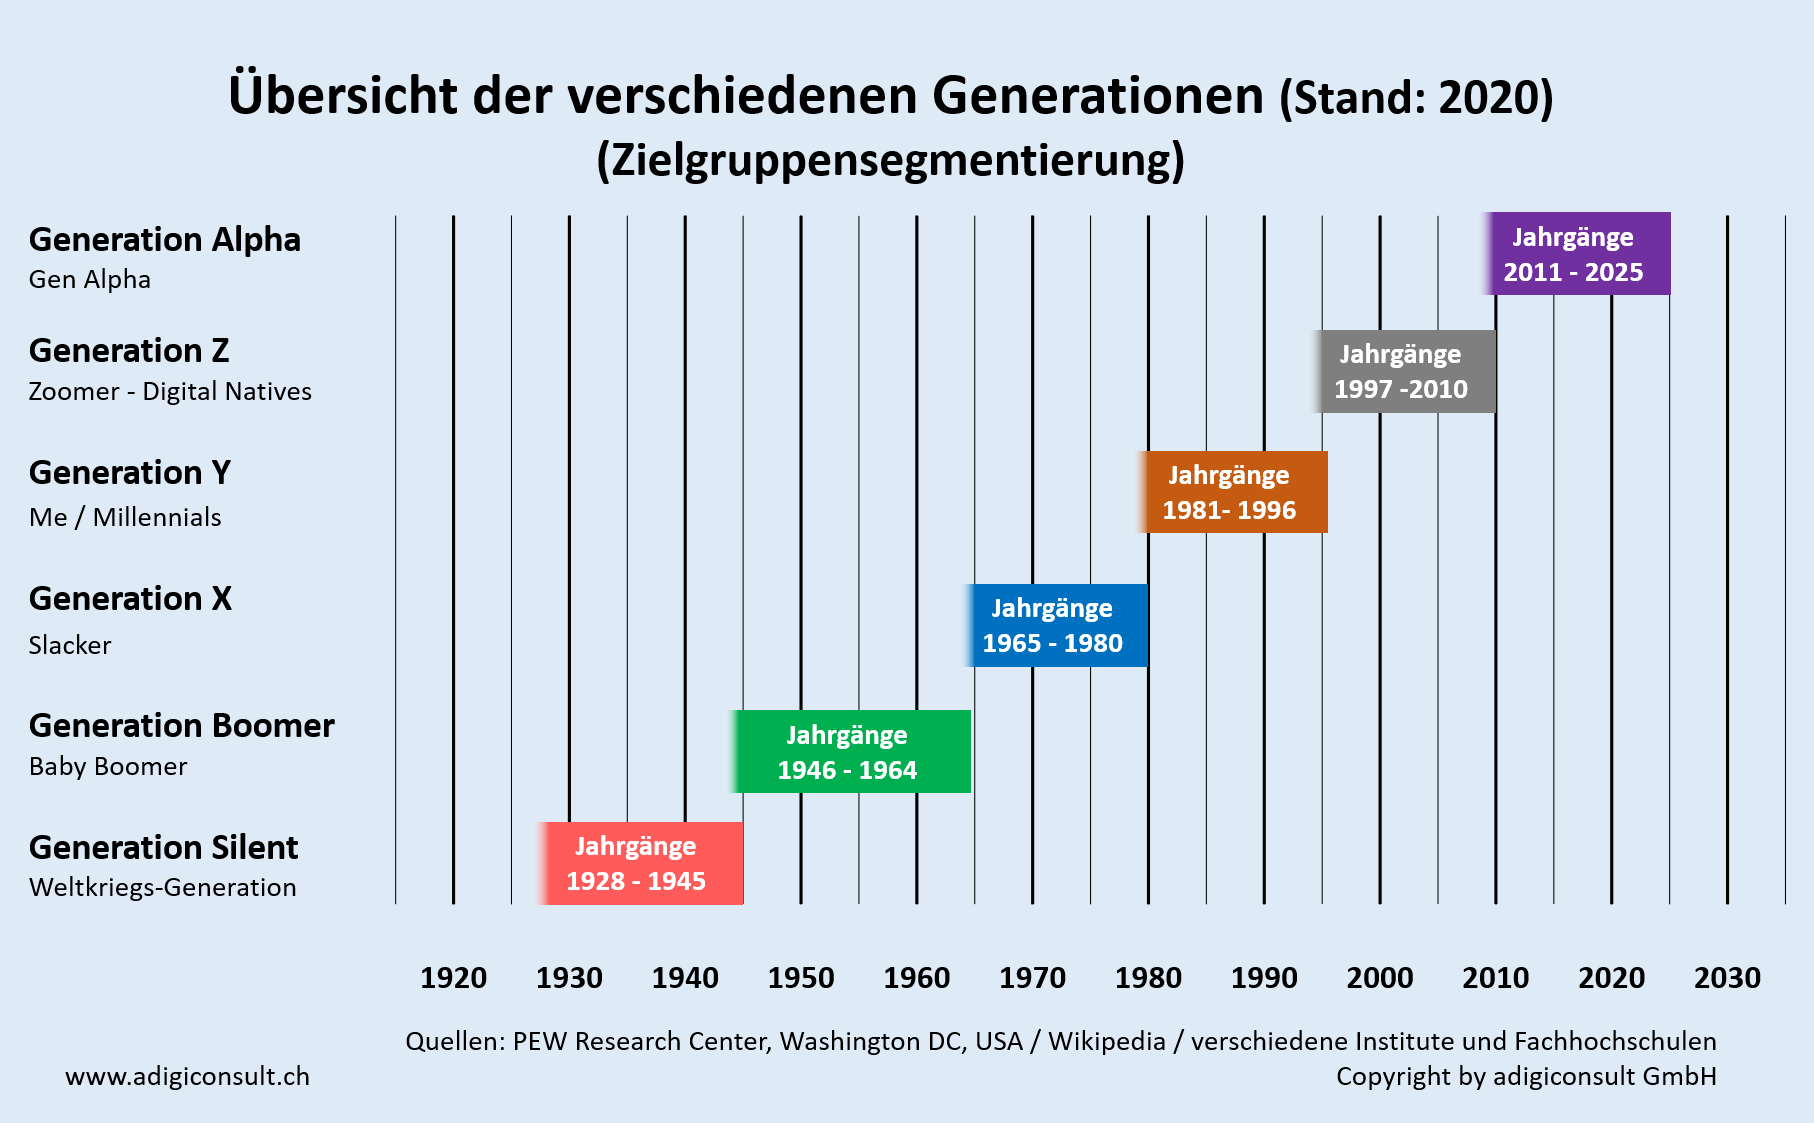 Übersicht der verschiedenen Generationen (Stand: 2020)
(Zielgruppensegmentierung)
Generation Alpha
Gen Alpha
Jahrgänge
2011 - 2025
Generation Z
Zoomer - Digital Natives
Jahrgänge
1997 -2010
Generation Y
Me / Millennials
Jahrgänge
1981- 1996
Generation X
Slacker
Jahrgänge
1965 - 1980
Generation Boomer
Baby Boomer
Jahrgänge
1946 - 1964
Generation Silent
Weltkriegs-Generation
Jahrgänge
1928 - 1945
1920 1930 1940 1950 1960 1970 1980 1990 2000 2010 2020 2030
Quellen: PEW Research Center, Washington DC, USA / Wikipedia / verschiedene Institute und Fachhochschulen
www.adigiconsult.ch
Copyright by adigiconsult GmbH